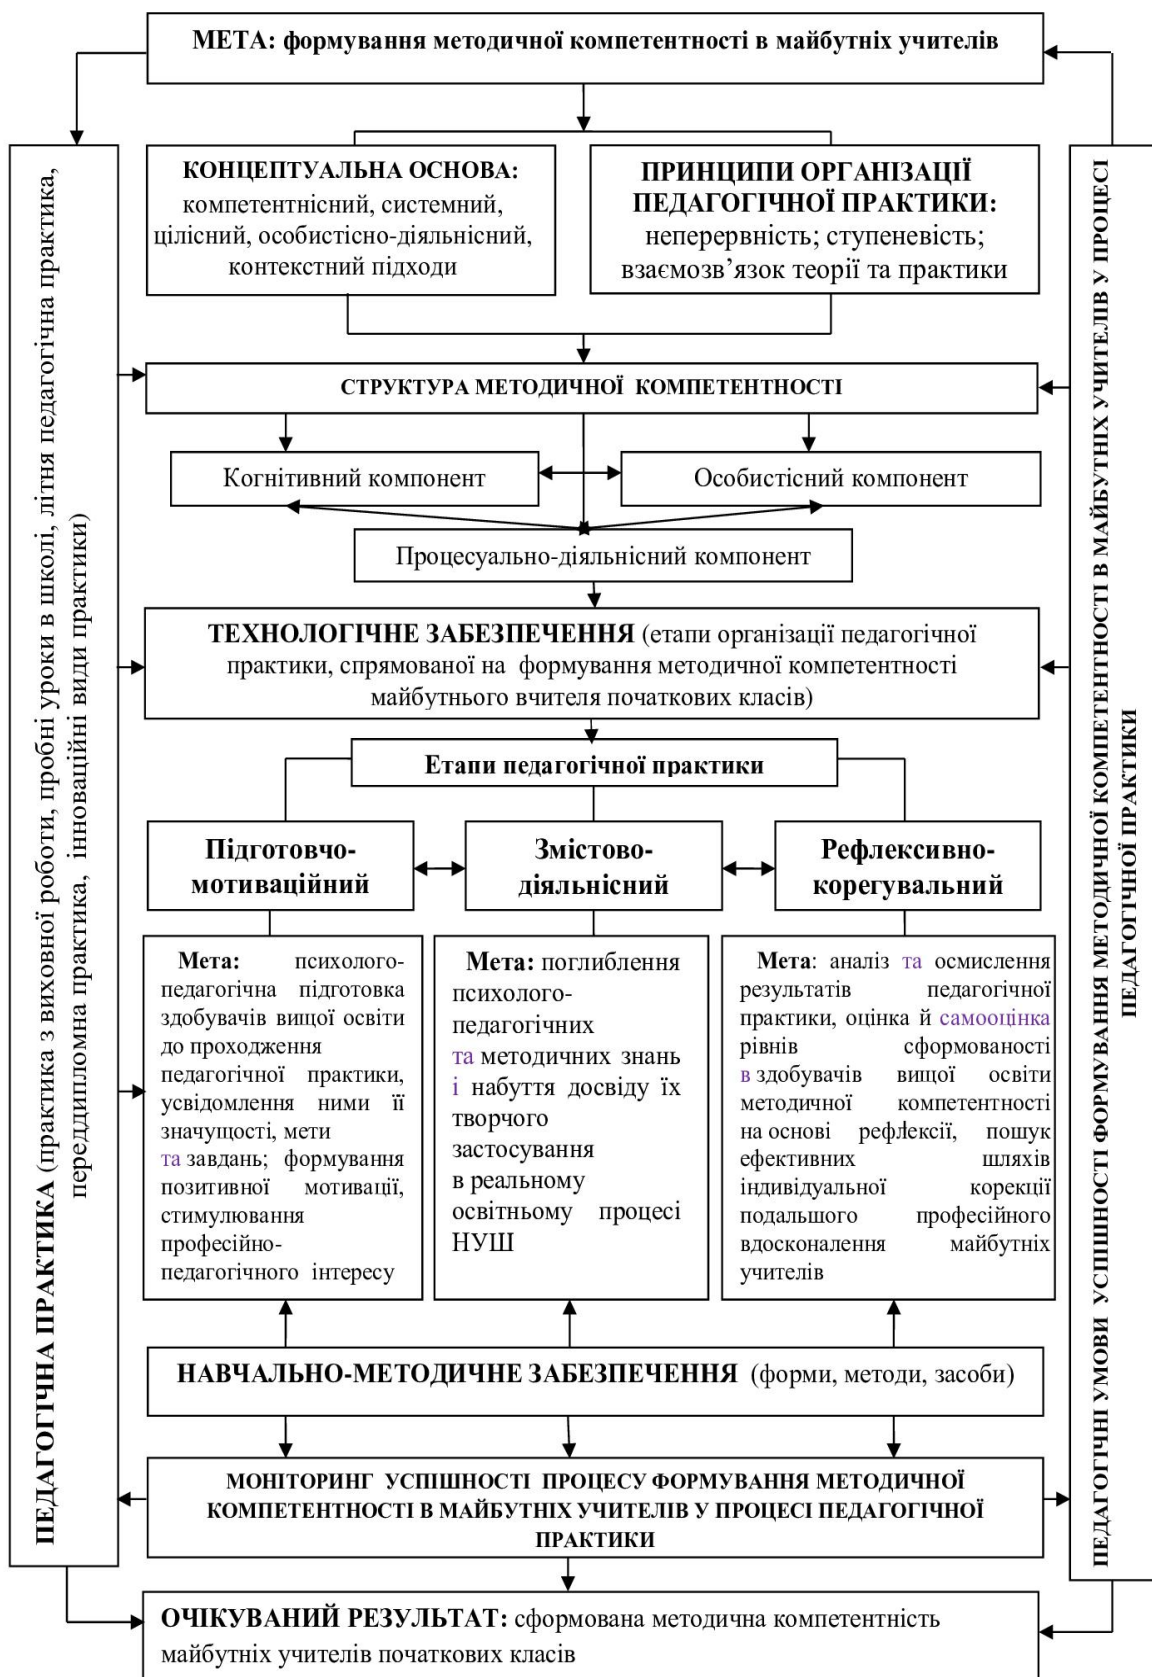 МЕТА: формування методичної компетентності в майбутніх учителів
ПЕДАГОГІЧНА ПРАКТИКА (практика з виховної роботи, пробні уроки в школі, літня педагогічна практика,
переддипломна практика, інноваційні види практики)
КОНЦЕПТУАЛЬНА ОСНОВА:
компетентнісний, системний,
цілісний, особистісно-діяльнісний,
контекстний підходи
ПРИНЦИПИ ОРГАНІЗАЦІЇ
ПЕДАГОГІЧНОЇ ПРАКТИКИ:
неперервність; ступеневість;
взаємозв'язок теорії та практики
СТРУКТУРА МЕТОДИЧНОЇ КОМПЕТЕНТНОСТІ
Когнітивний компонент
Особистісний компонент
Процесуально-діяльнісний компонент
ТЕХНОЛОГІЧНЕ ЗАБЕЗПЕЧЕННЯ (етапи організації педагогічної
практики, спрямованої на формування методичної компетентності
майбутнього вчителя початкових класів)
Етапи педагогічної практики
Підготовчо-
мотиваційний
Змістово-
діяльнісний
Рефлексивно-
корегувальний
Мета: психолого-
педагогічна підготовка
здобувачів вищої освіти
до проходження
педагогічної практики,
усвідомлення ними її
значущості, мети
та завдань; формування
позитивної мотивації,
стимулювання
професійно-
педагогічного інтересу
Мета: поглиблення
психолого-
педагогічних
та методичних знань
і набуття досвіду їх
творчого
застосування
в реальному
освітньому процесі
НУШ
Мета: аналіз та осмислення
результатів педагогічної
практики, оцінка й самооцінка
рівнів сформованості
в здобувачів вищої освіти
методичної компетентності
на основі рефлексії, пошук
ефективних шляхів
індивідуальної корекції
подальшого професійного
вдосконалення майбутніх
учителів
НАВЧАЛЬНО-МЕТОДИЧНЕ ЗАБЕЗПЕЧЕННЯ (форми, методи, засоби)
МОНІТОРИНГ УСПІШНОСТІ ПРОЦЕСУ ФОРМУВАННЯ МЕТОДИЧНОЇ
КОМПЕТЕНТНОСТІ В МАЙБУТНІХ УЧИТЕЛІВ У ПРОЦЕСІ ПЕДАГОГІЧНОЇ
ПРАКТИКИ
ОЧІКУВАНИЙ РЕЗУЛЬТАТ: сформована методична компетентність
майбутніх учителів початкових класів
ПЕДАГОГІЧНІ УМОВИ УСПІШНОСТІ ФОРМУВАННЯ МЕТОДИЧНОЇ КОМПЕТЕНТНОСТІ В МАЙБУТНІХ УЧИТЕЛІВ У ПРОЦЕСІ
ПЕДАГОГІЧНОЇ ПРАКТИКИ